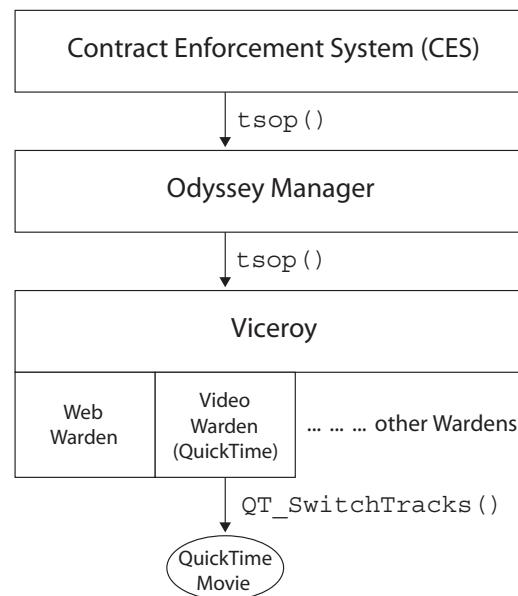 Contract Enforcement System (CES)
tsop()
Odyssey Manager
tsop()
Viceroy
Web
Warden
Video
Warden
(QuickTime)
... ... ... other Wardens
QT_SwitchTracks()
QuickTime
Movie